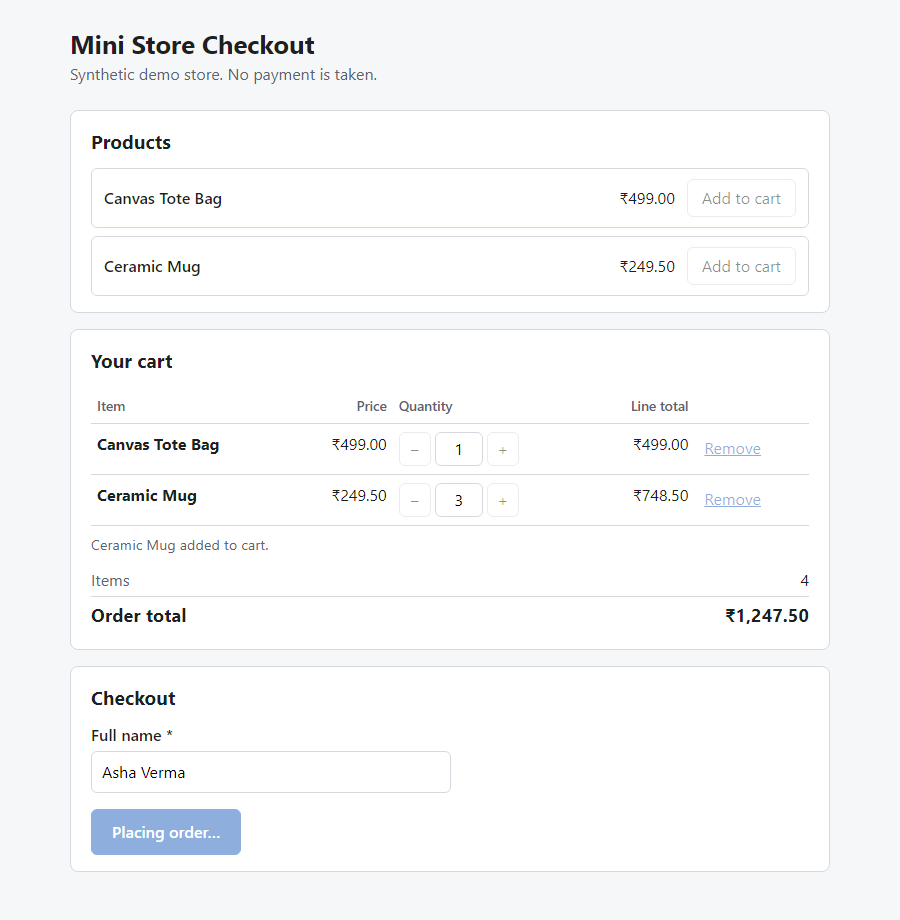 Mini Store Checkout
Synthetic demo store. No payment is taken.
Products
Canvas Tote Bag ₹499.00 Add to cart
Ceramic Mug ₹249.50 Add to cart
Your cart
Item Price Quantity Line total
Canvas Tote Bag ₹499.00 − 1 + ₹499.00 Remove
Ceramic Mug ₹249.50 − 3 + ₹748.50 Remove
Ceramic Mug added to cart.
Items 4
Order total ₹1,247.50
Checkout
Full name *
Asha Verma
Placing order...